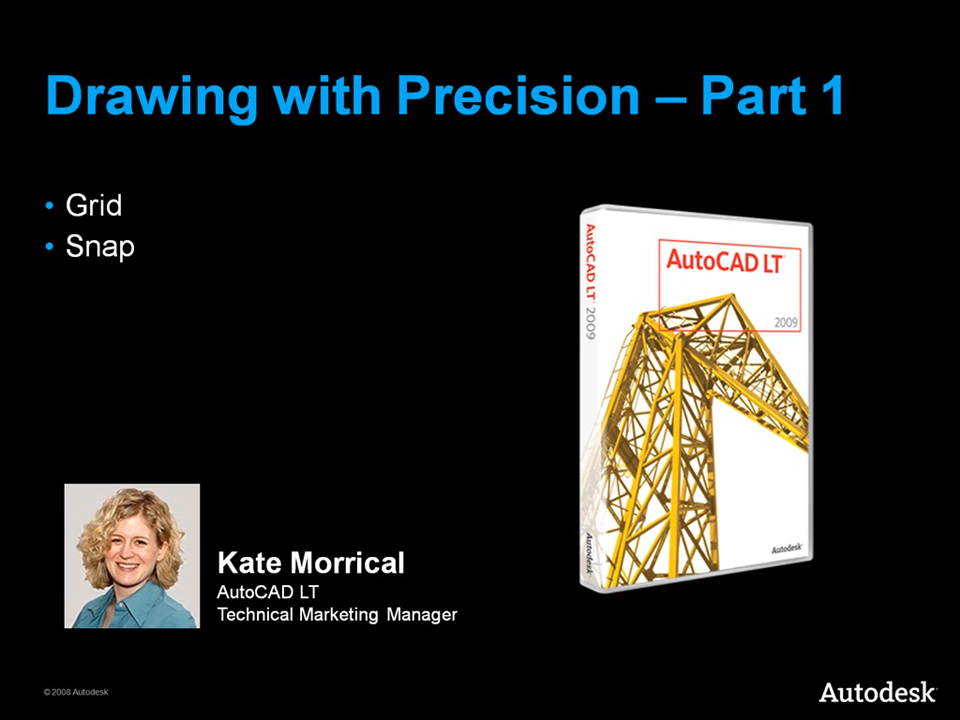 Drawing with Precision – Part 1
• Grid
• Snap
AutoCAD LT
2009
AutoCAD LT 2009
Autodesk
Autodesk
Kate Morrical
AutoCAD LT
Technical Marketing Manager
© 2008 Autodesk
Autodesk